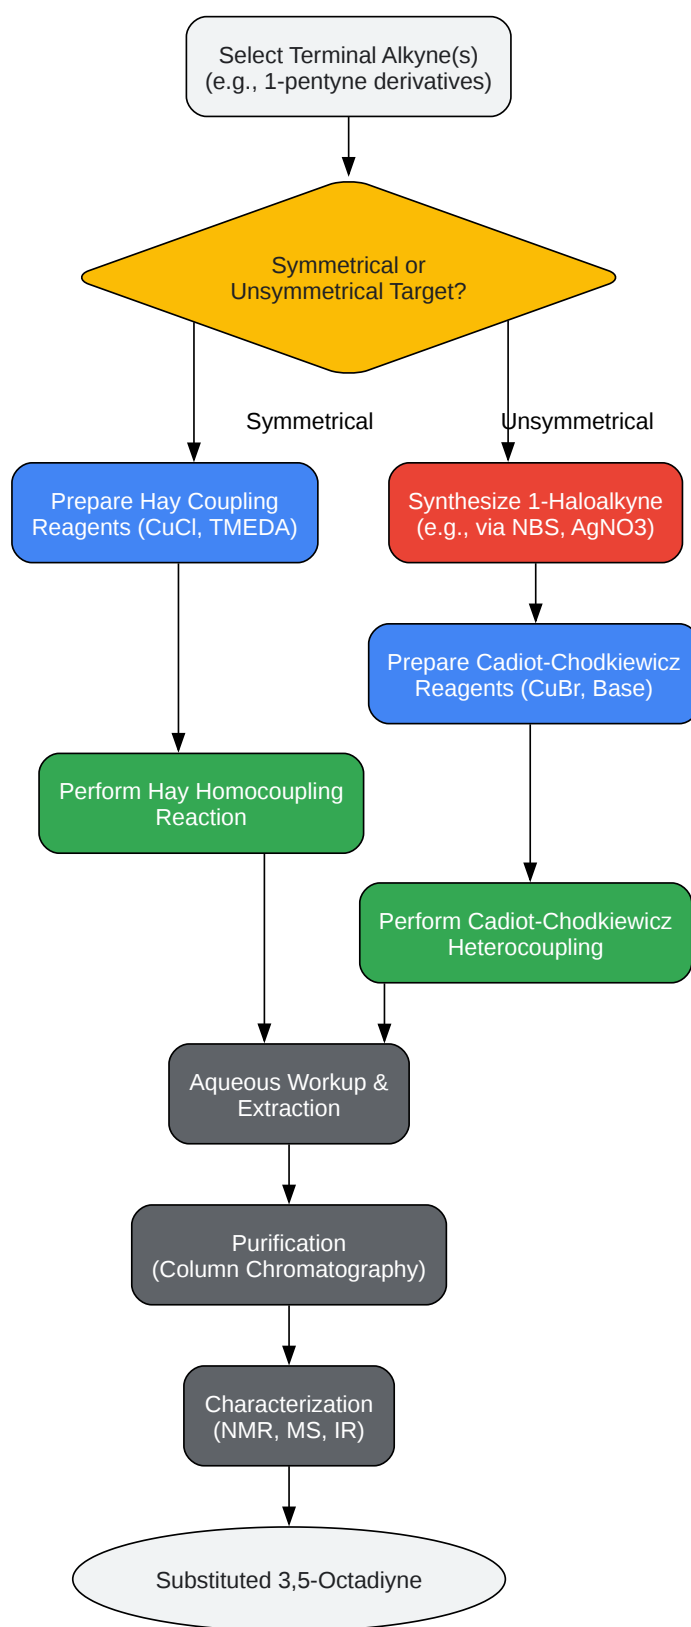 Select Terminal Alkyne(s)
(e.g., 1-pentyne derivatives)
Symmetrical or
Unsymmetrical Target?
Symmetrical
Unsymmetrical
Prepare Hay Coupling
Reagents (CuCl, TMEDA)
Synthesize 1-Haloalkyne
(e.g., via NBS, AgNO3)
Prepare Cadiot-Chodkiewicz
Reagents (CuBr, Base)
Perform Hay Homocoupling
Reaction
Perform Cadiot-Chodkiewicz
Heterocoupling
Aqueous Workup &
Extraction
Purification
(Column Chromatography)
Characterization
(NMR, MS, IR)
Substituted 3,5-Octadiyne